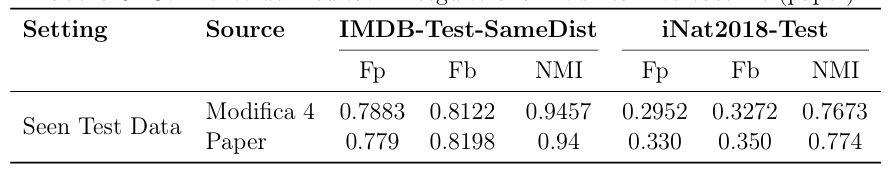 (paper)
Setting Source IMDB-Test-SameDist iNat2018-Test
Fp Fb NMI Fp Fb NMI
Seen Test Data
Modifica 4 0.7883 0.8122 0.9457 0.2952 0.3272 0.7673
Paper 0.779 0.8198 0.94 0.330 0.350 0.774